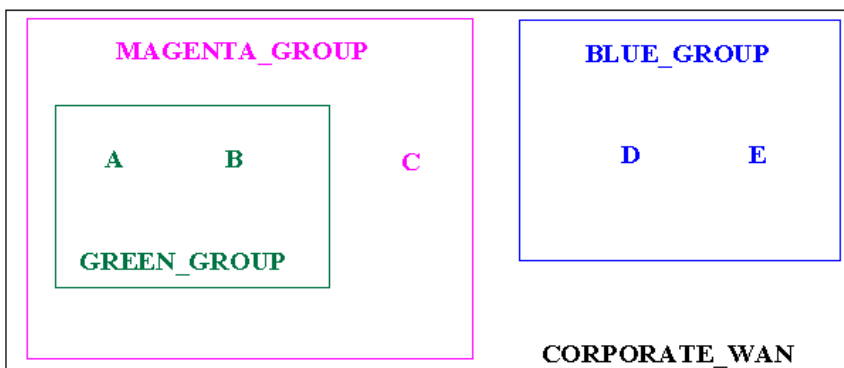 MAGENTA_GROUP
BLUE_GROUP
A B C
D E
GREEN_GROUP
CORPORATE_WAN